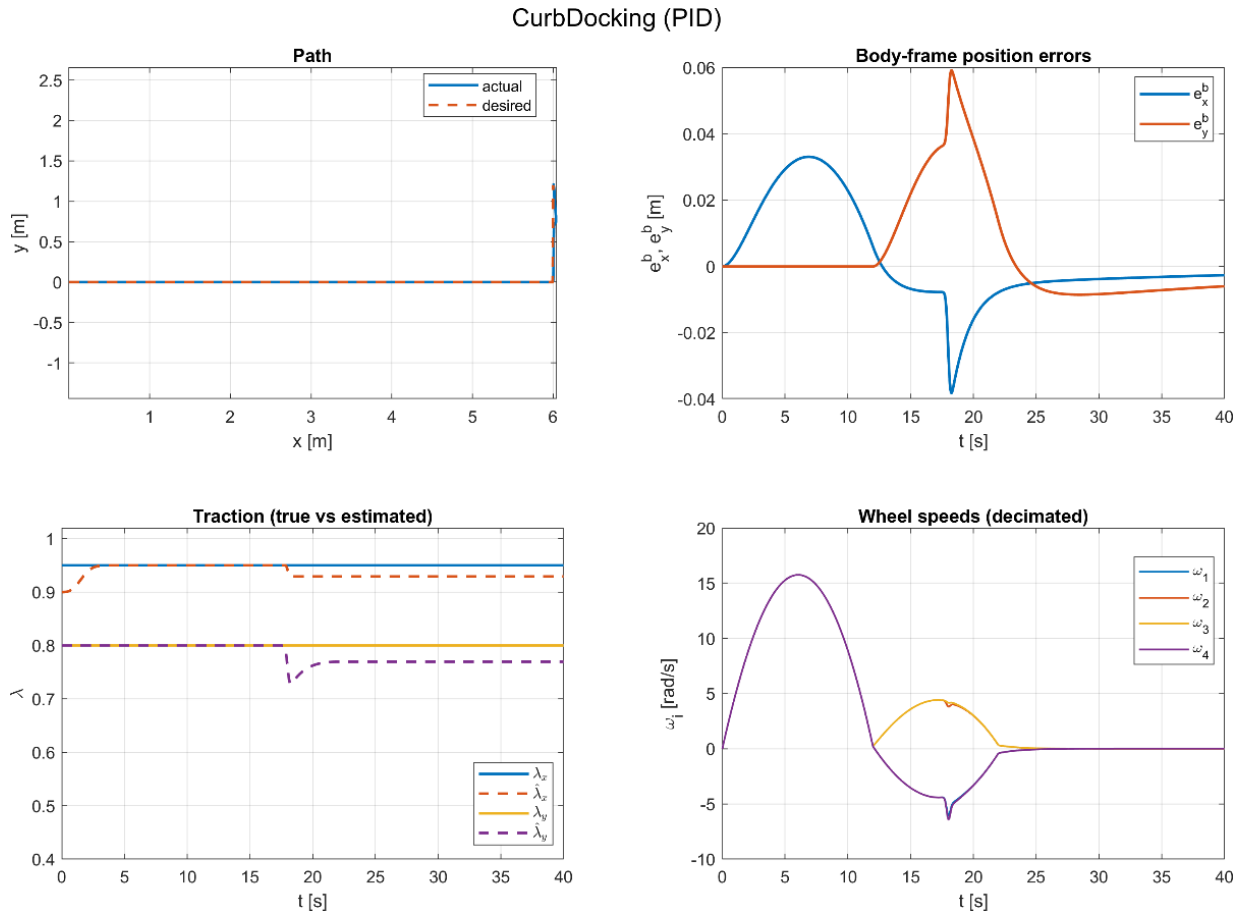 CurbDocking (PID)
Path
2.5
2
1.5
1
0.5
0
-0.5
-1
y [m]
1 2 3 4 5 6
x [m]
actual
desired
Body-frame position errors
0.06
0.04
0.02
0
-0.02
-0.04
e_x^b, e_y^b [m]
0 5 10 15 20 25 30 35 40
t [s]
e_x^b
e_y^b
Traction (true vs estimated)
1
0.9
0.8
0.7
0.6
0.5
0.4
λ
0 5 10 15 20 25 30 35 40
t [s]
λ_x
λ̂_x
λ_y
λ̂_y
Wheel speeds (decimated)
20
15
10
5
0
-5
-10
ω_i [rad/s]
0 5 10 15 20 25 30 35 40
t [s]
ω_1
ω_2
ω_3
ω_4